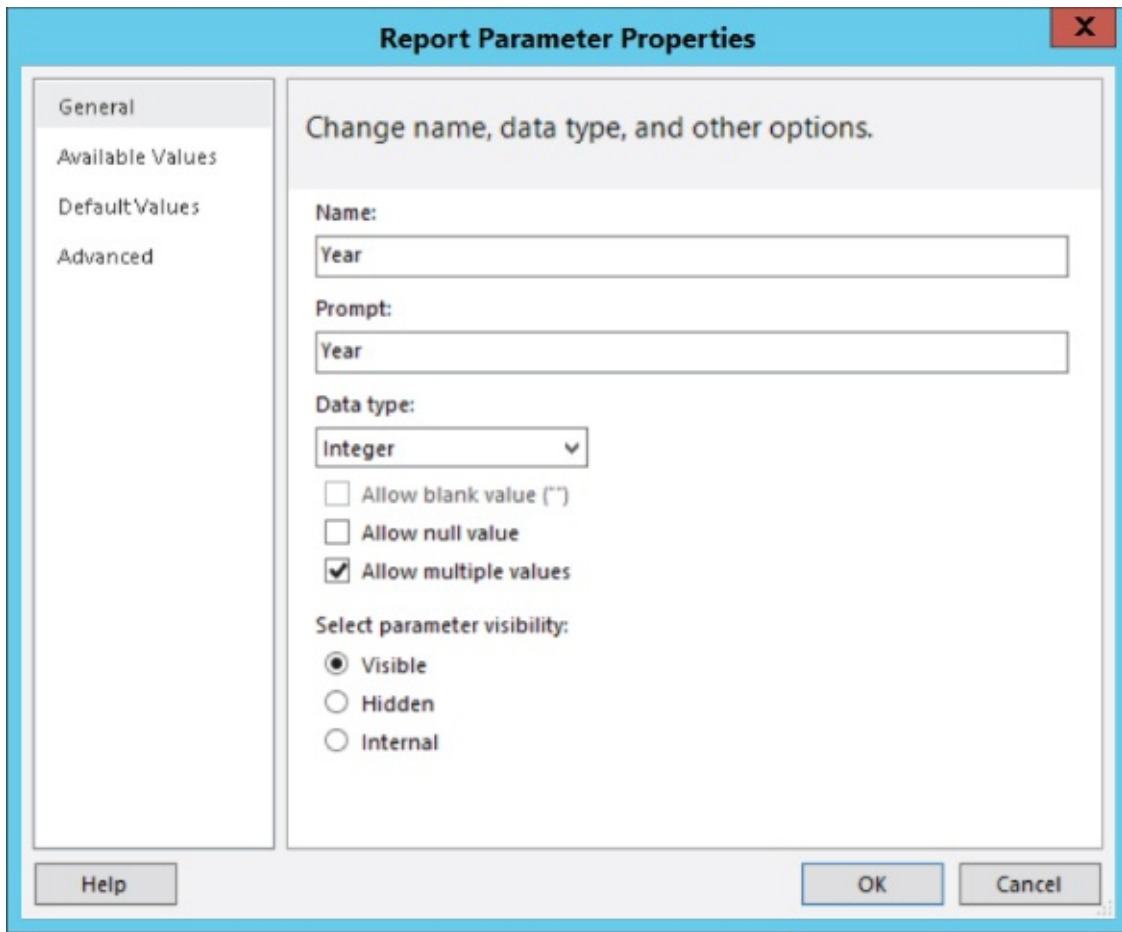 Report Parameter Properties
X
General
Available Values
Default Values
Advanced
Change name, data type, and other options.
Name:
Year
Prompt:
Year
Data type:
Integer
Allow blank value ("")
Allow null value
Allow multiple values
Select parameter visibility:
Visible
Hidden
Internal
Help
OK
Cancel